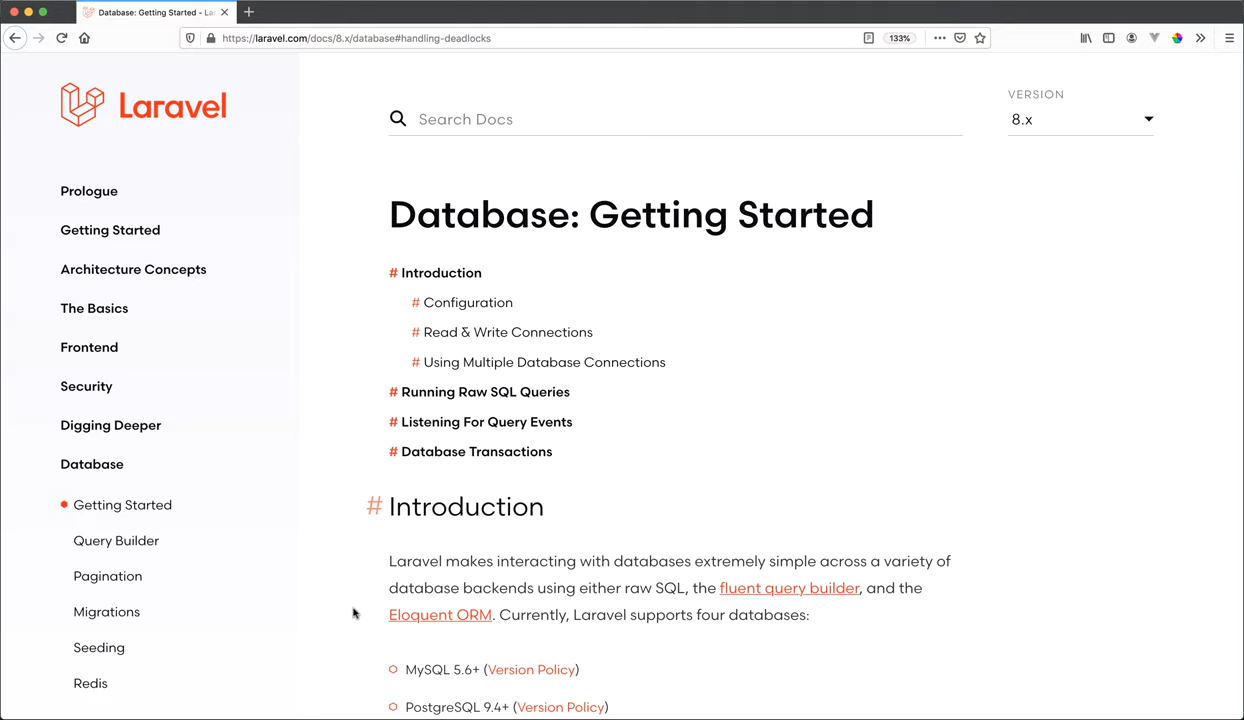 Database: Getting Started - La
https://laravel.com/docs/8.x/database#handling-deadlocks
133%
Laravel
Search Docs
VERSION
8.x
Prologue
Getting Started
Architecture Concepts
The Basics
Frontend
Security
Digging Deeper
Database
Getting Started
Query Builder
Pagination
Migrations
Seeding
Redis
Database: Getting Started
# Introduction
# Configuration
# Read & Write Connections
# Using Multiple Database Connections
# Running Raw SQL Queries
# Listening For Query Events
# Database Transactions
# Introduction
Laravel makes interacting with databases extremely simple across a variety of
database backends using either raw SQL, the fluent query builder, and the
Eloquent ORM. Currently, Laravel supports four databases:
MySQL 5.6+ (Version Policy)
PostgreSQL 9.4+ (Version Policy)